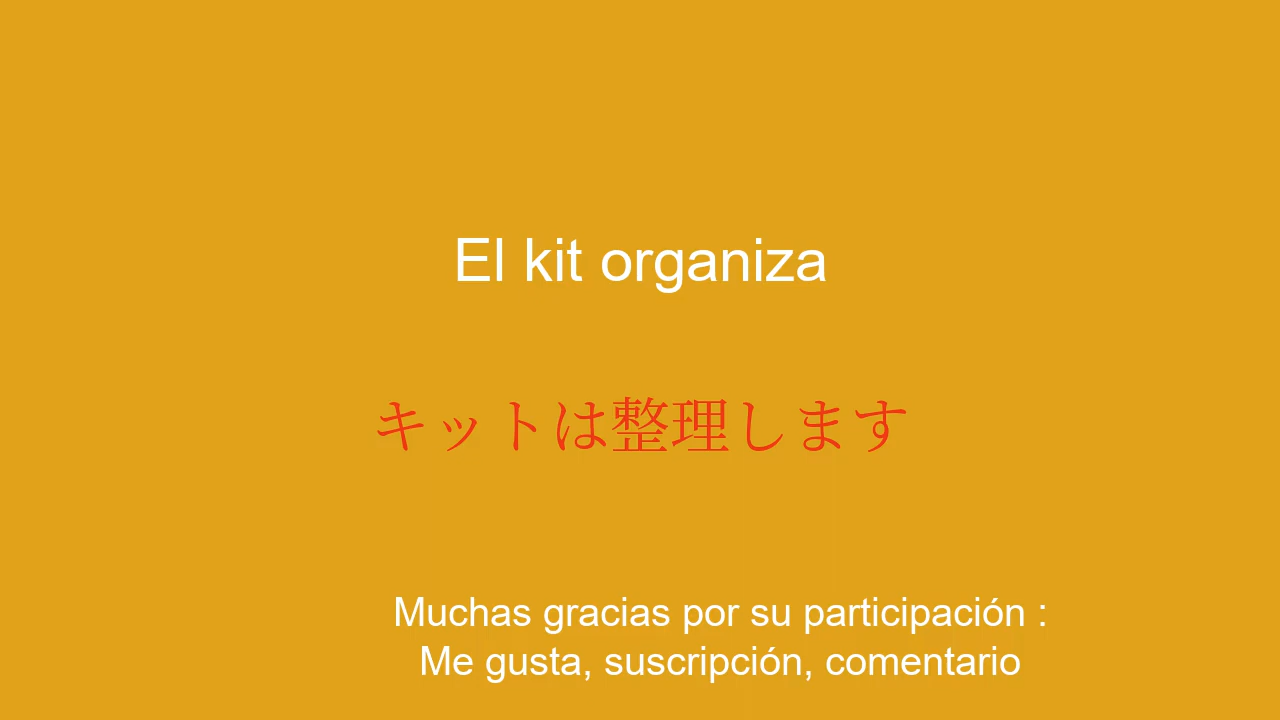 El kit organiza
キットは整理します
Muchas gracias por su participación :
Me gusta, suscripción, comentario